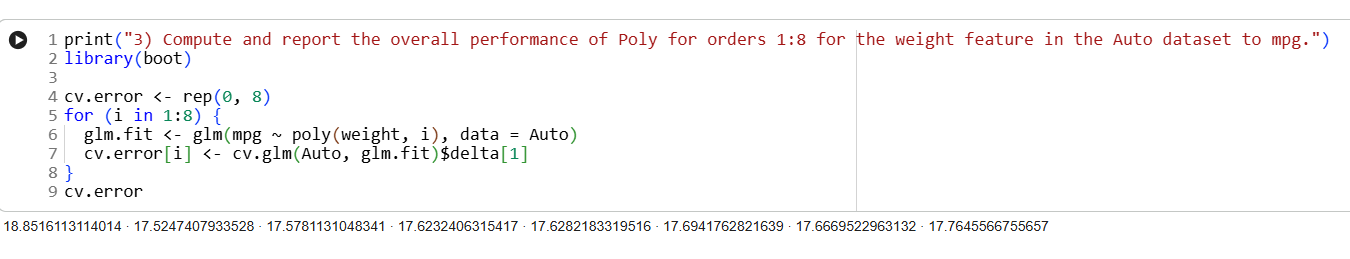 1 print("3) Compute and report the overall performance of Poly for orders 1:8 for the weight feature in the Auto dataset to mpg.")
2 library(boot)
3
4 cv.error <- rep(0, 8)
5 for (i in 1:8) {
6   glm.fit <- glm(mpg ~ poly(weight, i), data = Auto)
7   cv.error[i] <- cv.glm(Auto, glm.fit)$delta[1]
8 }
9 cv.error
18.8516113114014 · 17.5247407933528 · 17.5781131048341 · 17.6232406315417 · 17.6282183319516 · 17.6941762821639 · 17.6669522963132 · 17.7645566755657